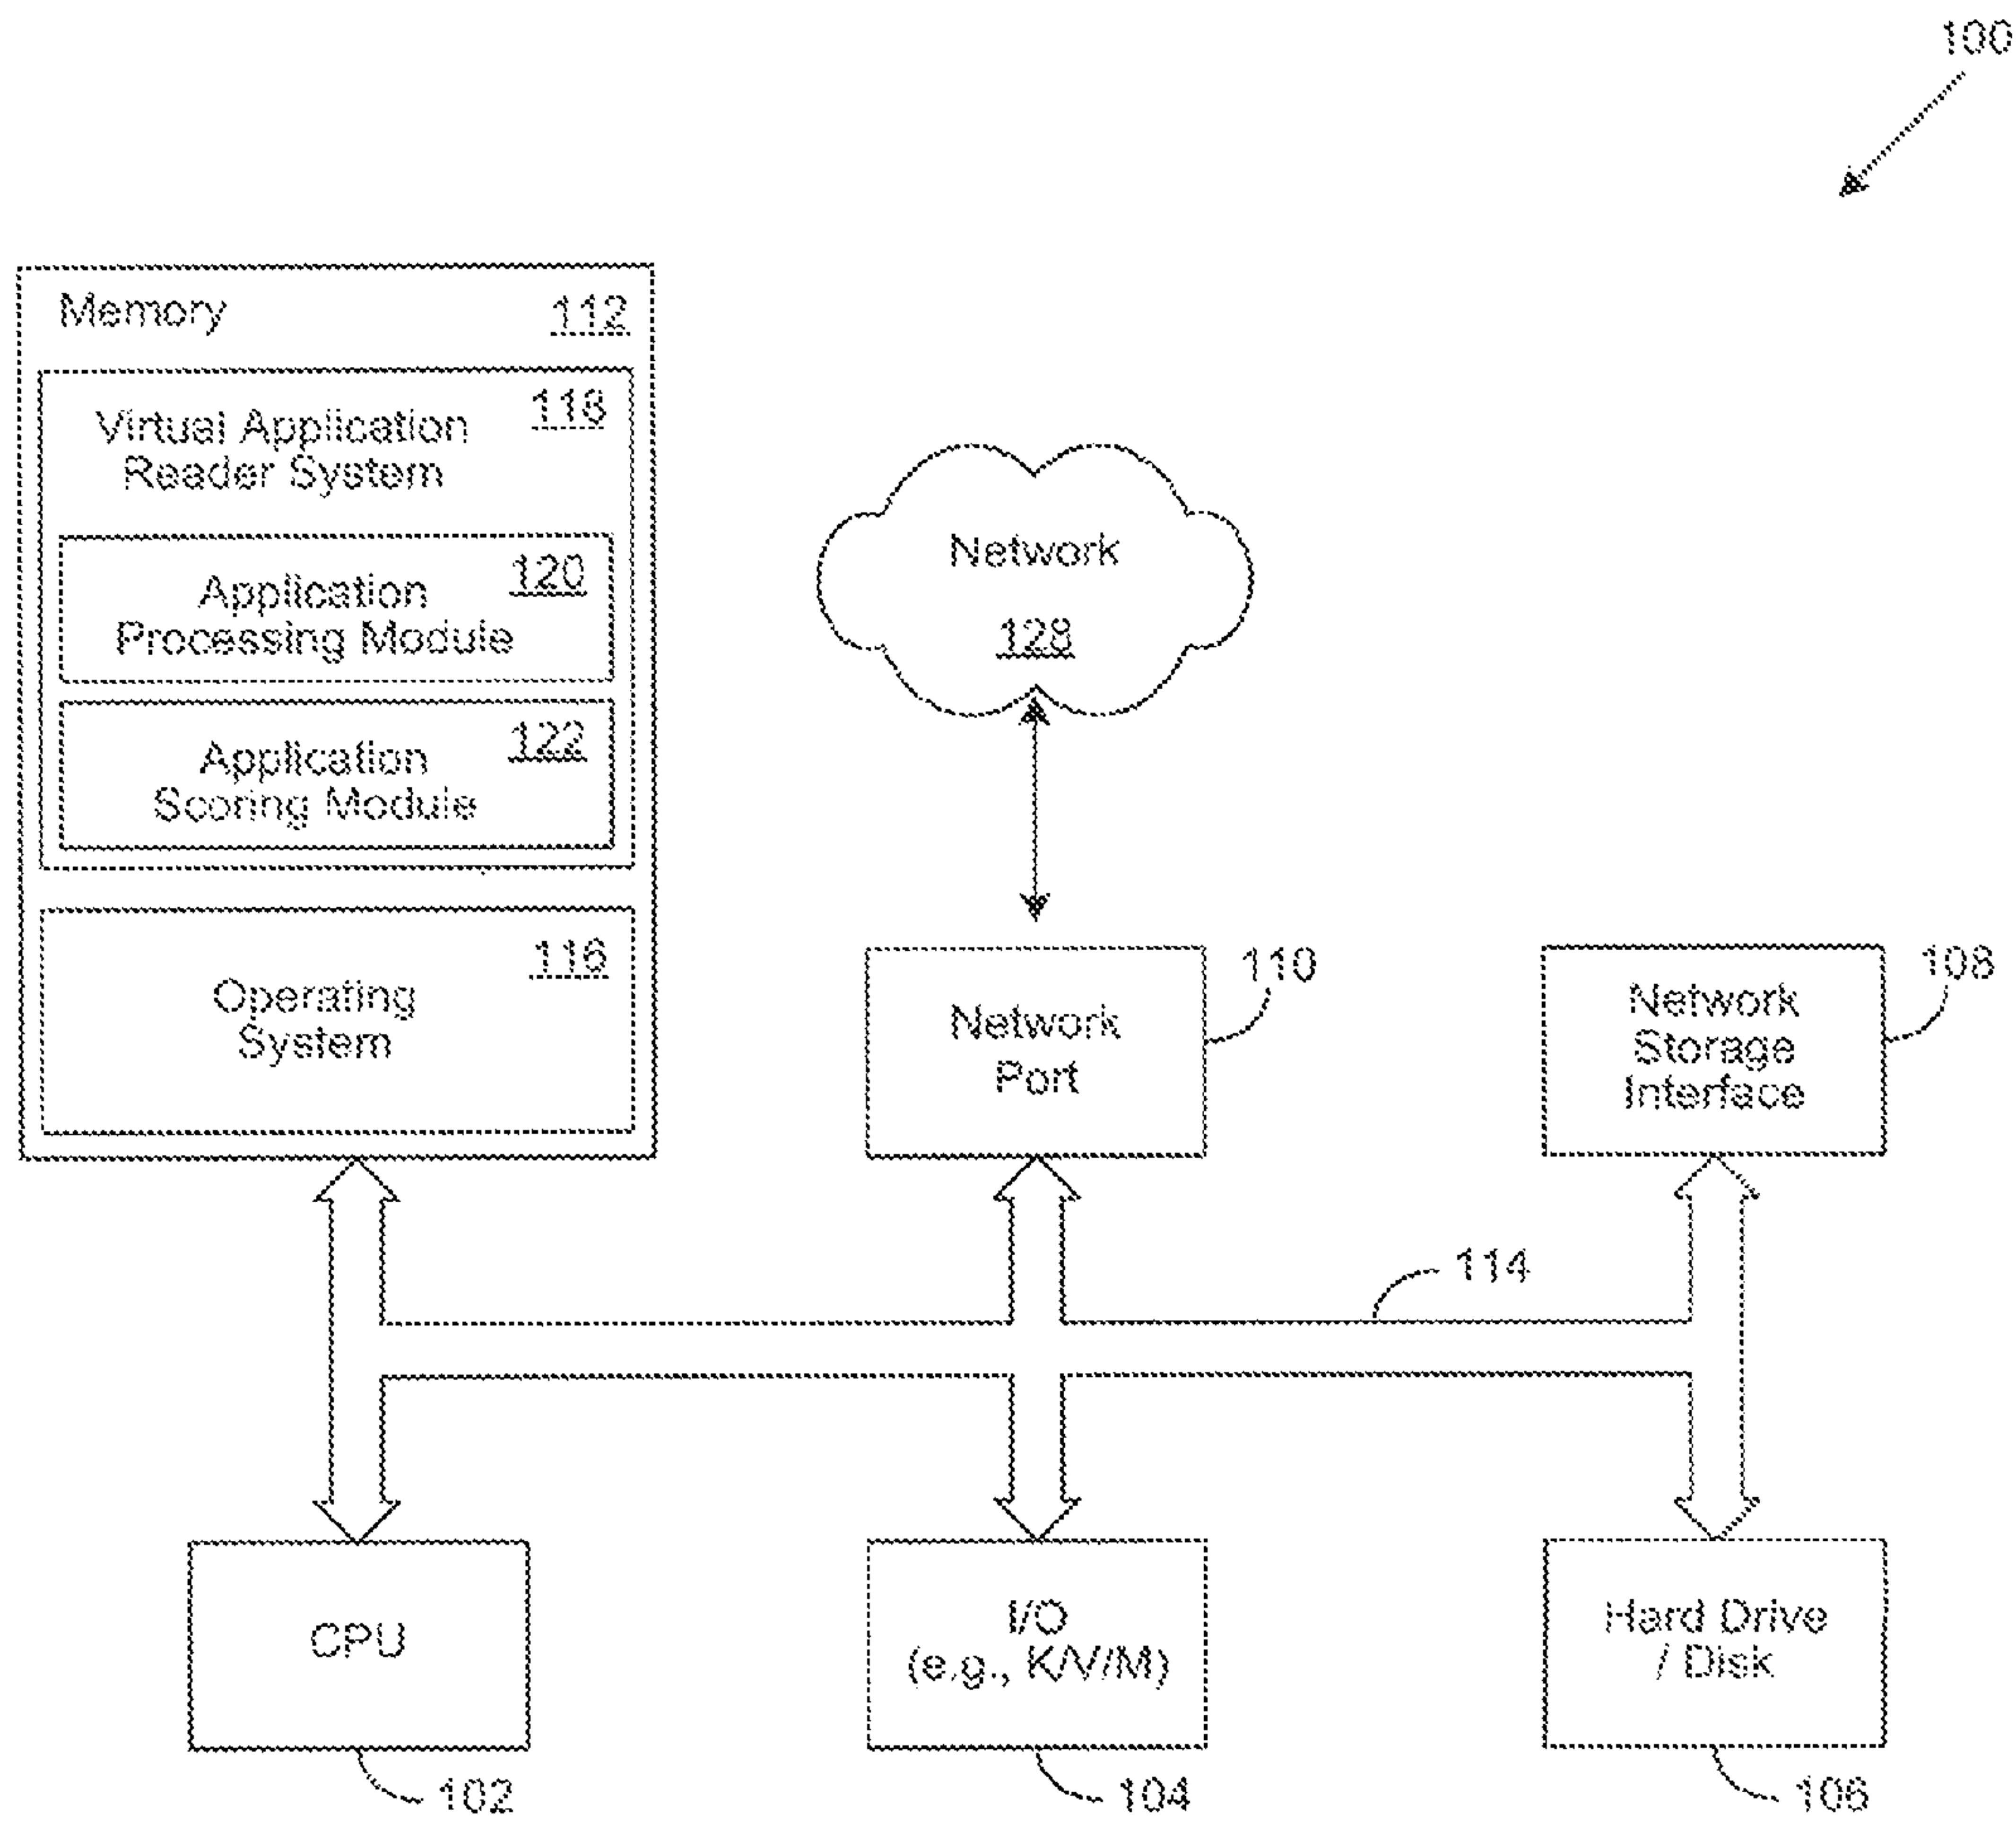 100
Memory 112
118
Virtual Application
Reader System
120
Application
Processing Module
122
Application
Scoring Module
116
Operating
System
Network
128
Network
Port
110
Network
Storage
Interface
108
114
CPU
102
I/O
(e.g., K/V/M)
104
Hard Drive
/ Disk
106